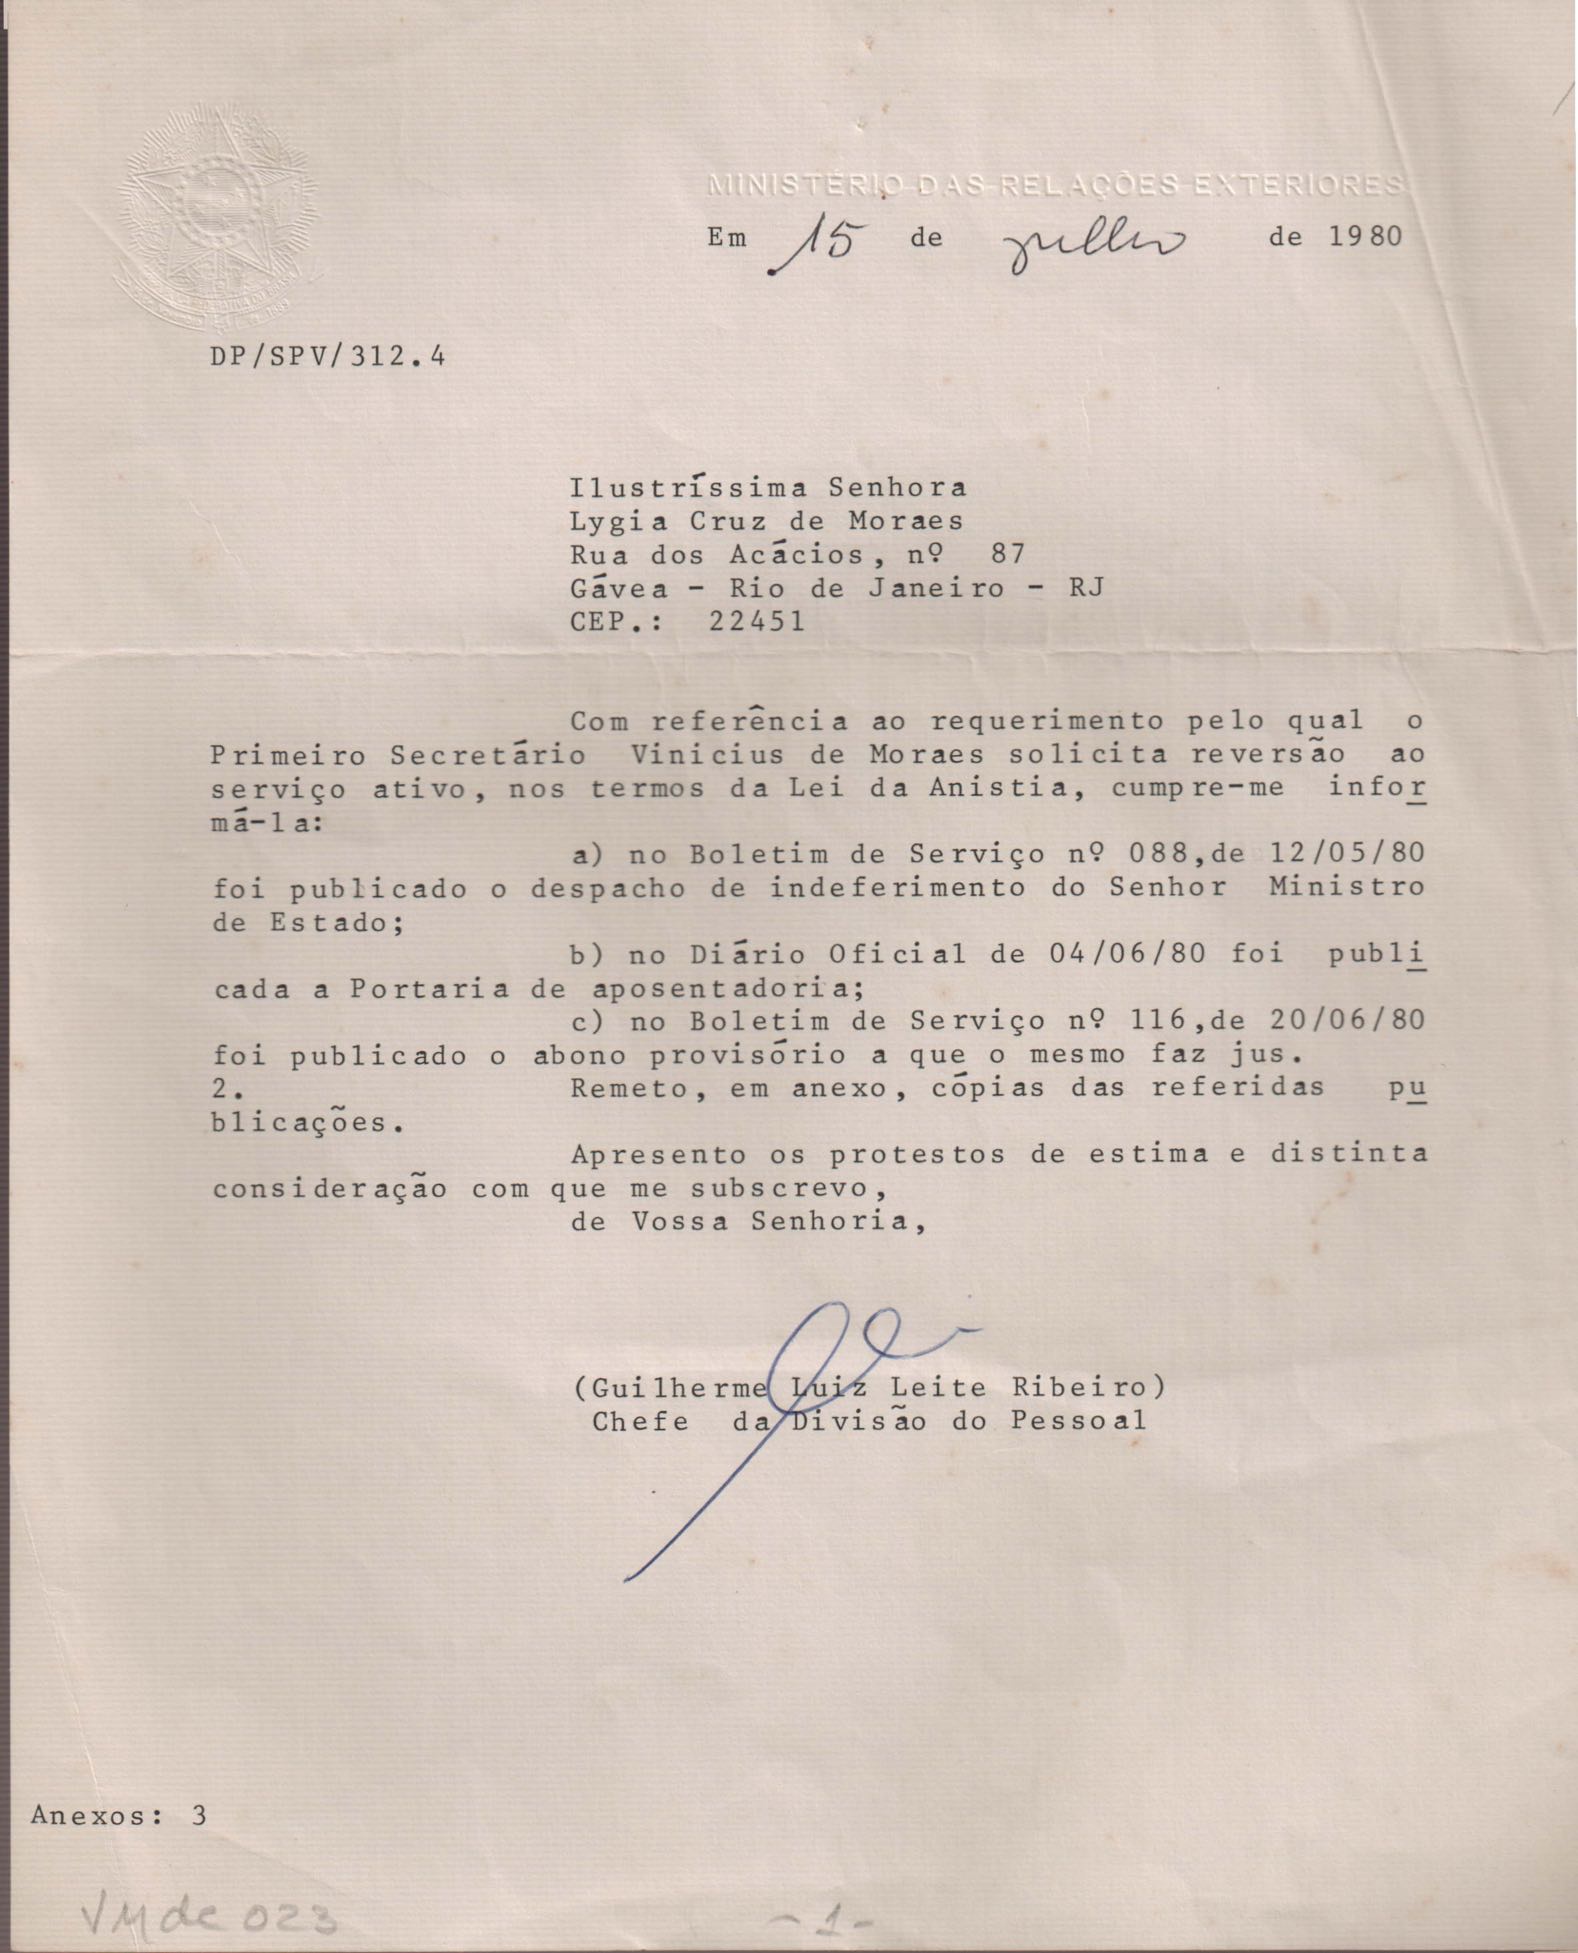 MINISTÉRIO DAS RELAÇÕES EXTERIORES
Em 15 de julho de 1980
DP/SPV/312.4
Ilustríssima Senhora
Lygia Cruz de Moraes
Rua dos Acácios, nº 87
Gávea - Rio de Janeiro - RJ
CEP.: 22451
Com referência ao requerimento pelo qual o
Primeiro Secretário Vinicius de Moraes solicita reversão ao
serviço ativo, nos termos da Lei da Anistia, cumpre-me infor
má-la:
a) no Boletim de Serviço nº 088,de 12/05/80
foi publicado o despacho de indeferimento do Senhor Ministro
de Estado;
b) no Diário Oficial de 04/06/80 foi publi
cada a Portaria de aposentadoria;
c) no Boletim de Serviço nº 116,de 20/06/80
foi publicado o abono provisório a que o mesmo faz jus.
2. Remeto, em anexo, cópias das referidas pu
blicações.
Apresento os protestos de estima e distinta
consideração com que me subscrevo,
de Vossa Senhoria,
(Guilherme Luiz Leite Ribeiro)
Chefe da Divisão do Pessoal
Anexos: 3
VMdc 023
- 1 -